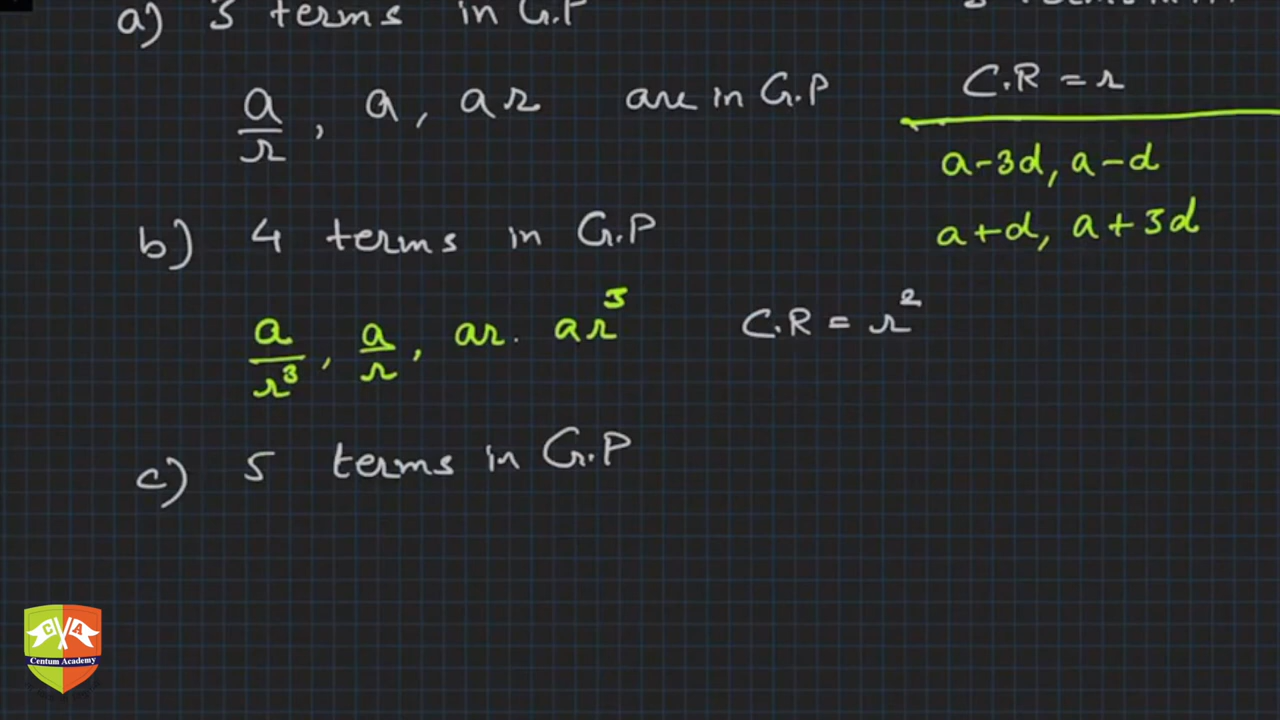 a) 3 terms in G.P
C.R = r
a/r, a, ar are in G.P
a-3d, a-d
a+d, a+3d
b) 4 terms in G.P
a/r³, a/r, ar. ar³
C.R = r²
c) 5 terms in G.P
C A
Centum Academy